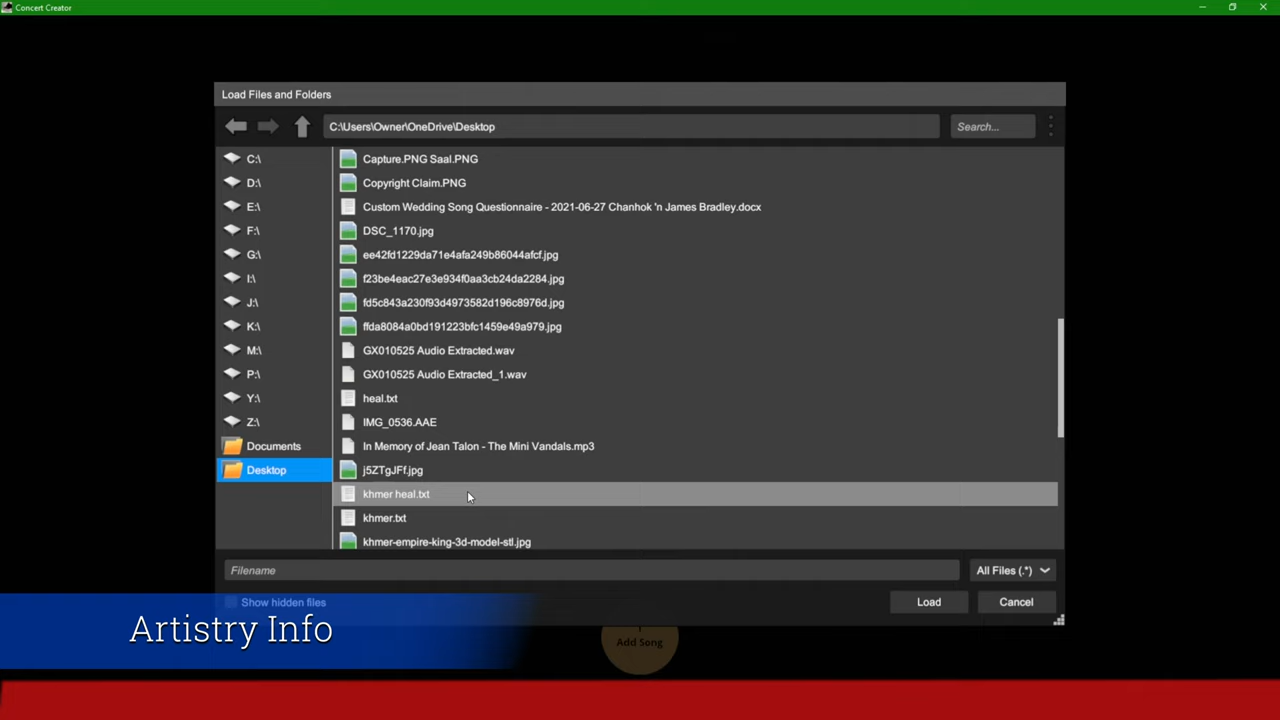 Concert Creator
Load Files and Folders
C:\Users\Owner\OneDrive\Desktop
Search...
C:\
D:\
E:\
F:\
G:\
I:\
J:\
K:\
M:\
P:\
Y:\
Z:\
Documents
Desktop
Capture.PNG Saal.PNG
Copyright Claim.PNG
Custom Wedding Song Questionnaire - 2021-06-27 Chanhok 'n James Bradley.docx
DSC_1170.jpg
ee42fd1229da71e4afa249b86044afcf.jpg
f23be4eac27e3e934f0aa3cb24da2284.jpg
fd5c843a230f93d4973582d196c8976d.jpg
ffda8084a0bd191223bfc1459e49a979.jpg
GX010525 Audio Extracted.wav
GX010525 Audio Extracted_1.wav
heal.txt
IMG_0536.AAE
In Memory of Jean Talon - The Mini Vandals.mp3
j5ZTgJFf.jpg
khmer heal.txt
khmer.txt
khmer-empire-king-3d-model-stl.jpg
Filename
All Files (.*)
Show hidden files
Load
Cancel
Artistry Info
Add Song